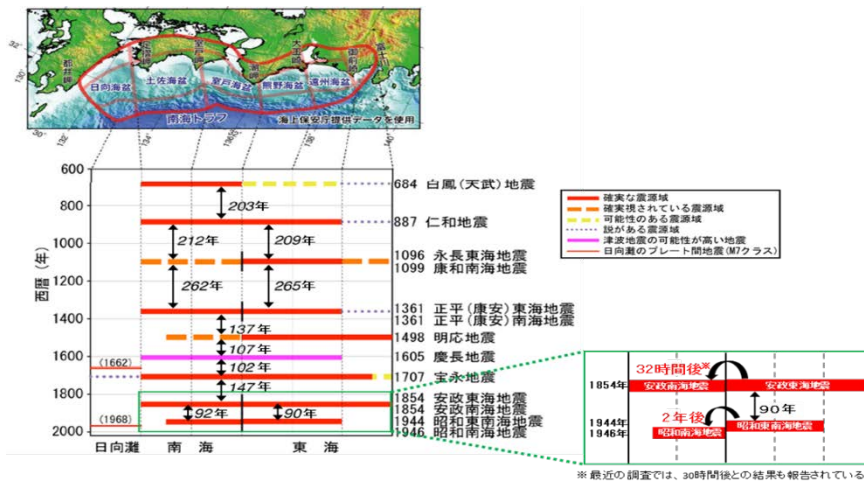 都井岬
足摺岬
室戸岬
潮岬
大王崎
御前崎
富士川
日向海盆
土佐海盆
室戸海盆
熊野海盆
遠州海盆
南海トラフ
海上保安庁提供データを使用
132
134
138
140
西暦(年)
600
800
1000
1200
1400
1600
1800
2000
203年
212年
209年
262年
265年
137年
107年
102年
147年
92年
90年
(1662)
(1968)
684 白鳳(天武)地震
887 仁和地震
1096 永長東海地震
1099 康和南海地震
1361 正平(康安)東海地震
1361 正平(康安)南海地震
1498 明応地震
1605 慶長地震
1707 宝永地震
1854 安政東海地震
1854 安政南海地震
1944 昭和東南海地震
1946 昭和南海地震
日向灘
南海
東海
確実な震源域
確実視されている震源域
可能性のある震源域
説がある震源域
津波地震の可能性が高い地震
日向灘のプレート間地震(M7クラス)
32時間後※
1854年
安政南海地震
安政東海地震
90年
2年後
1944年
1946年
昭和南海地震
昭和東南海地震
※最近の調査では、30時間後との結果も報告されている